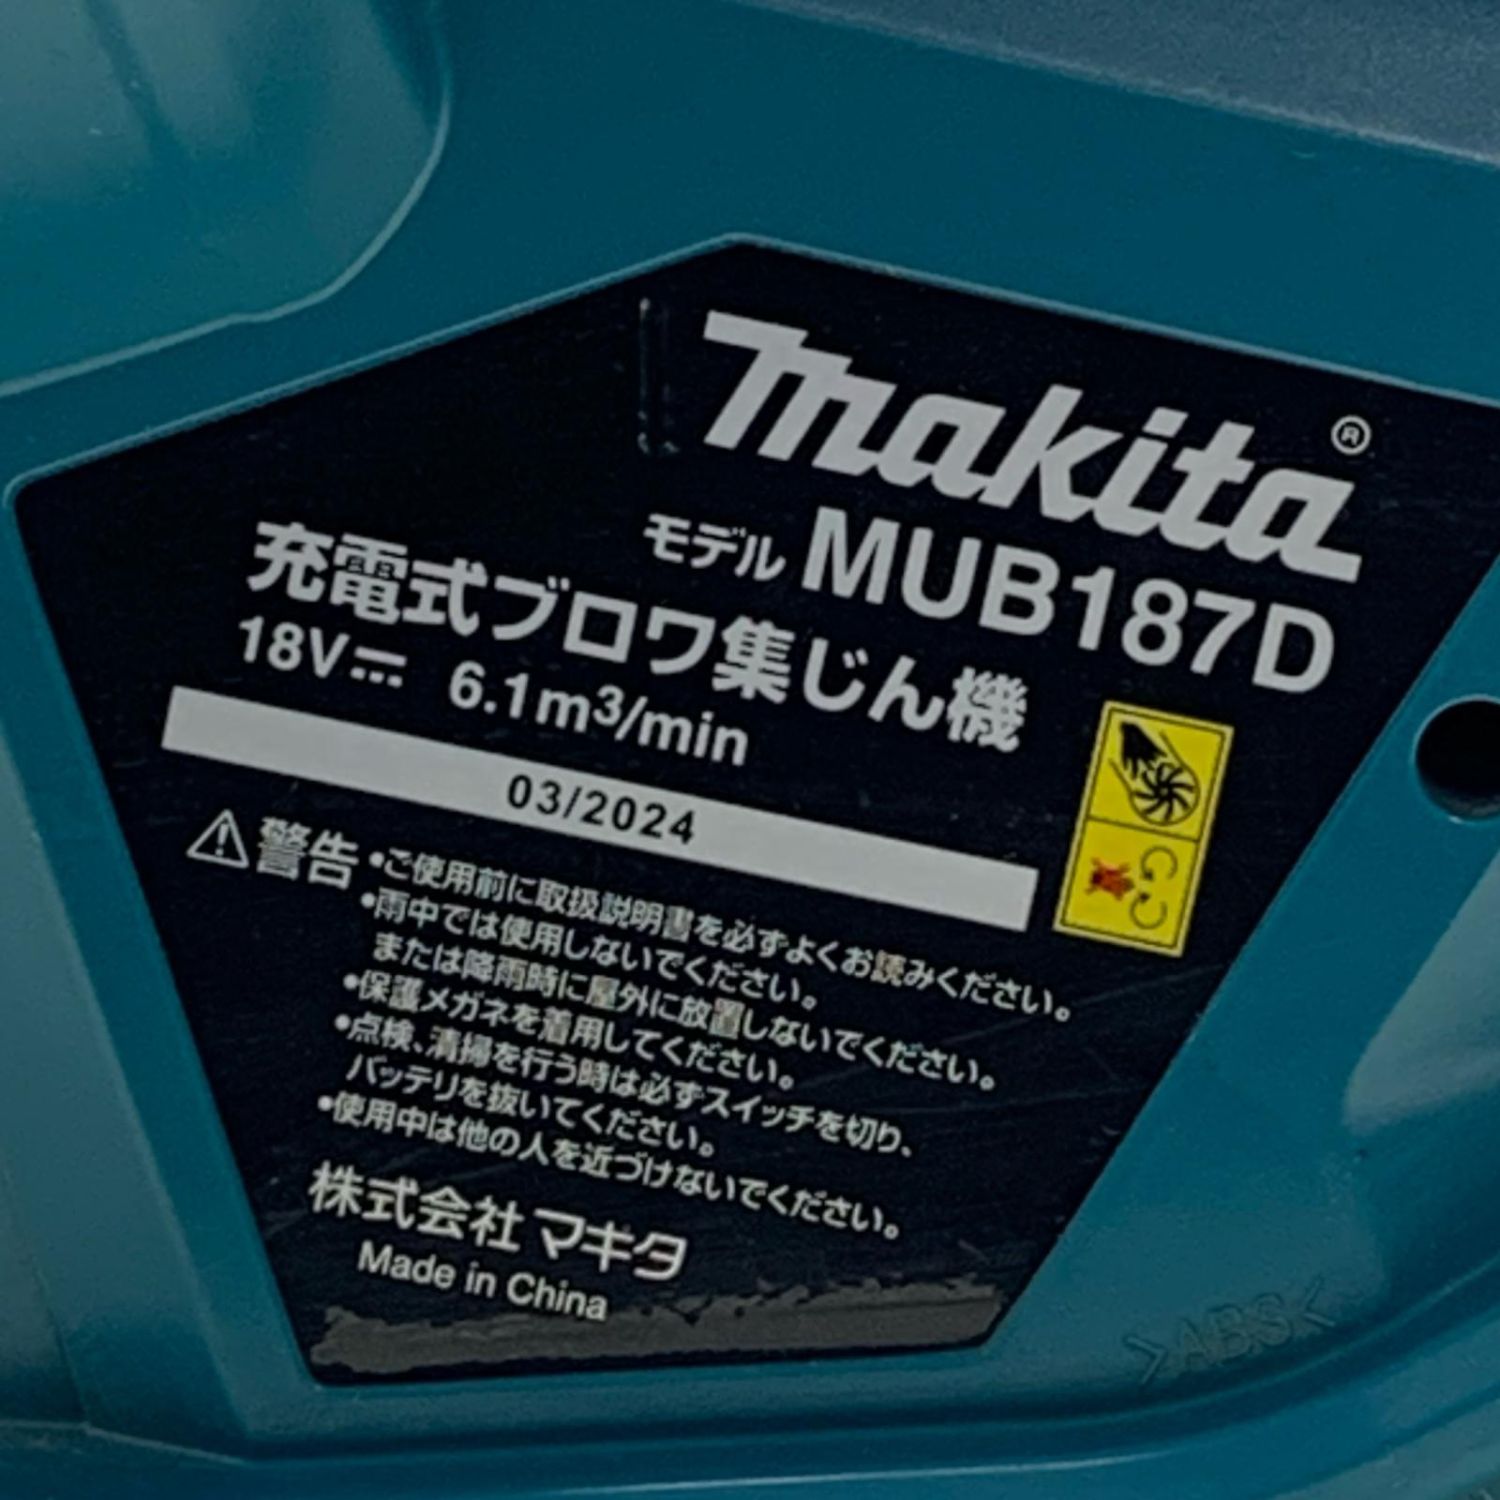 makita®
モデル MUB187D
充電式ブロワ集じん機
18V⎓ 6.1m³/min
03/2024
⚠警告 •ご使用前に取扱説明書を必ずよくお読みください。
•雨中では使用しないでください。
または降雨時に屋外に放置しないでください。
•保護メガネを着用してください。
•点検、清掃を行う時は必ずスイッチを切り、
バッテリを抜いてください。
•使用中は他の人を近づけないでください。
株式会社マキタ
Made in China
>ABS<